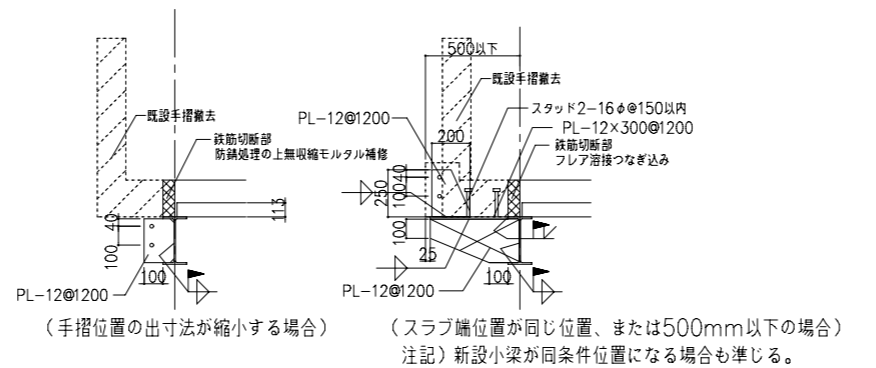 既設手摺撤去
鉄筋切断部
防錆処理の上無収縮モルタル補修
113
40
100
100
PL-12@1200
(手摺位置の出寸法が縮小する場合)
500以下
既設手摺撤去
PL-12@1200
スタッド2-16φ@150以内
200
PL-12×300@1200
鉄筋切断部
フレア溶接つなぎ込み
40
250
100
100
25
100
PL-12@1200
(スラブ端位置が同じ位置、または500mm以下の場合)
注記)新設小梁が同条件位置になる場合も準じる。